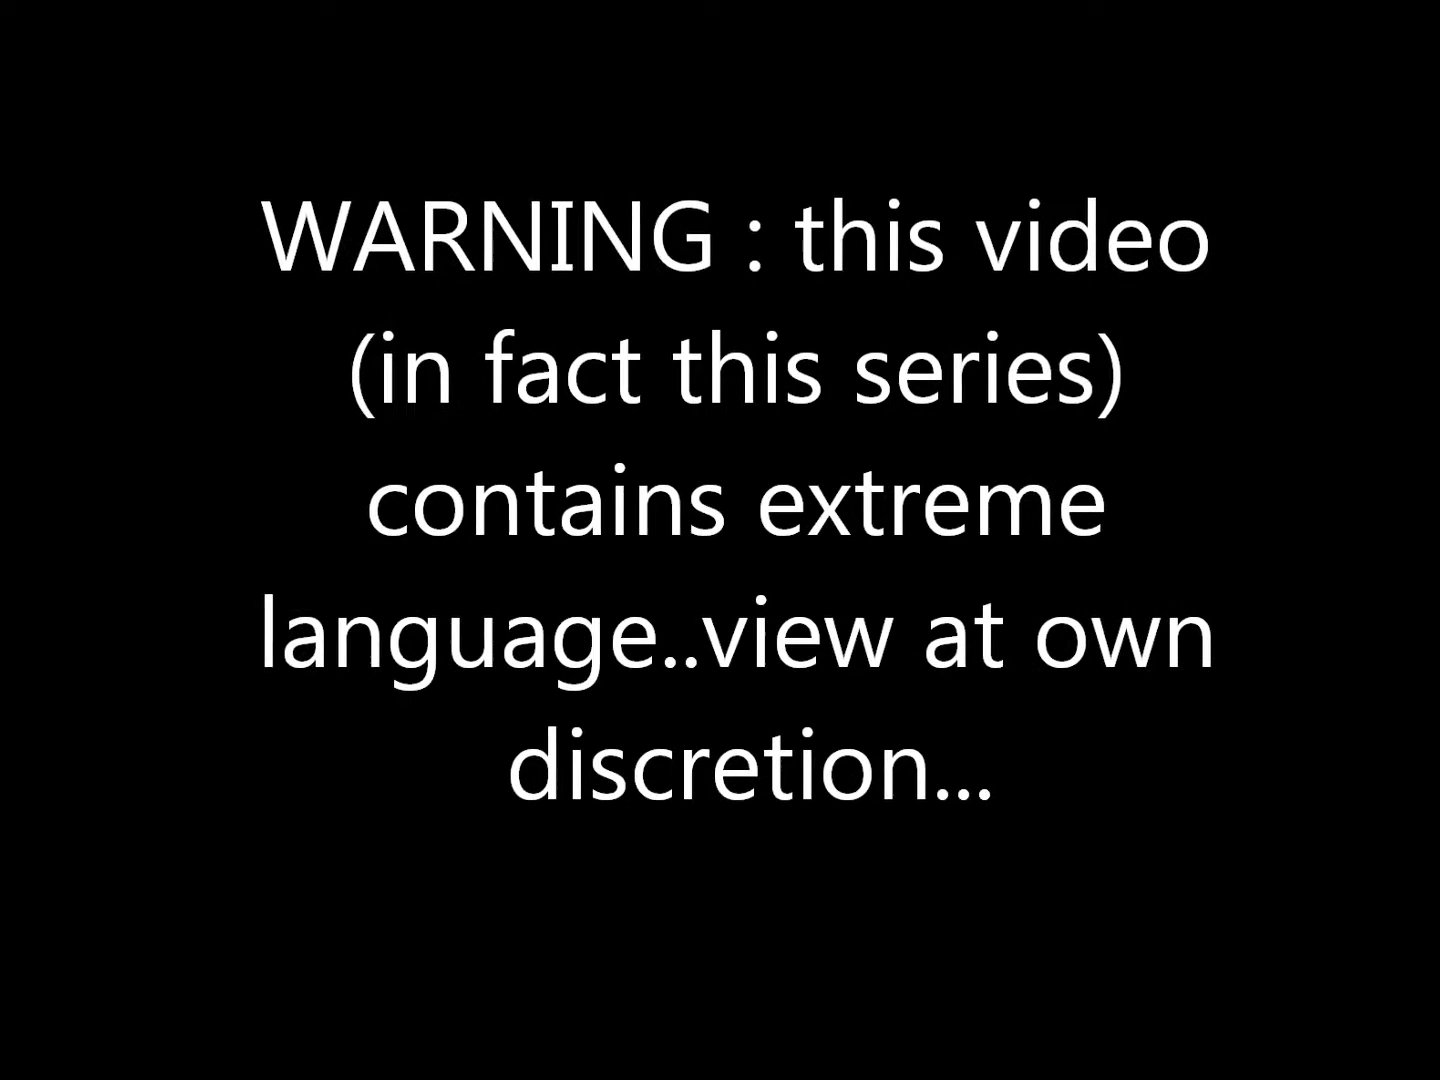 WARNING : this video
(in fact this series)
contains extreme
language..view at own
discretion...